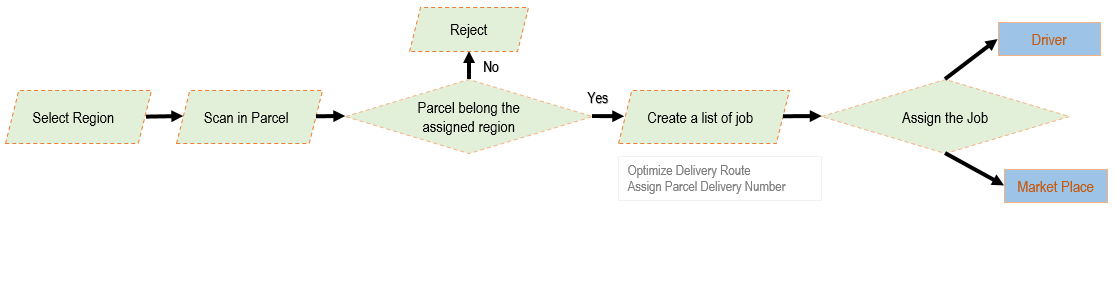 Reject
No
Select Region
Scan in Parcel
Parcel belong the
assigned region
Yes
Create a list of job
Optimize Delivery Route
Assign Parcel Delivery Number
Assign the Job
Driver
Market Place